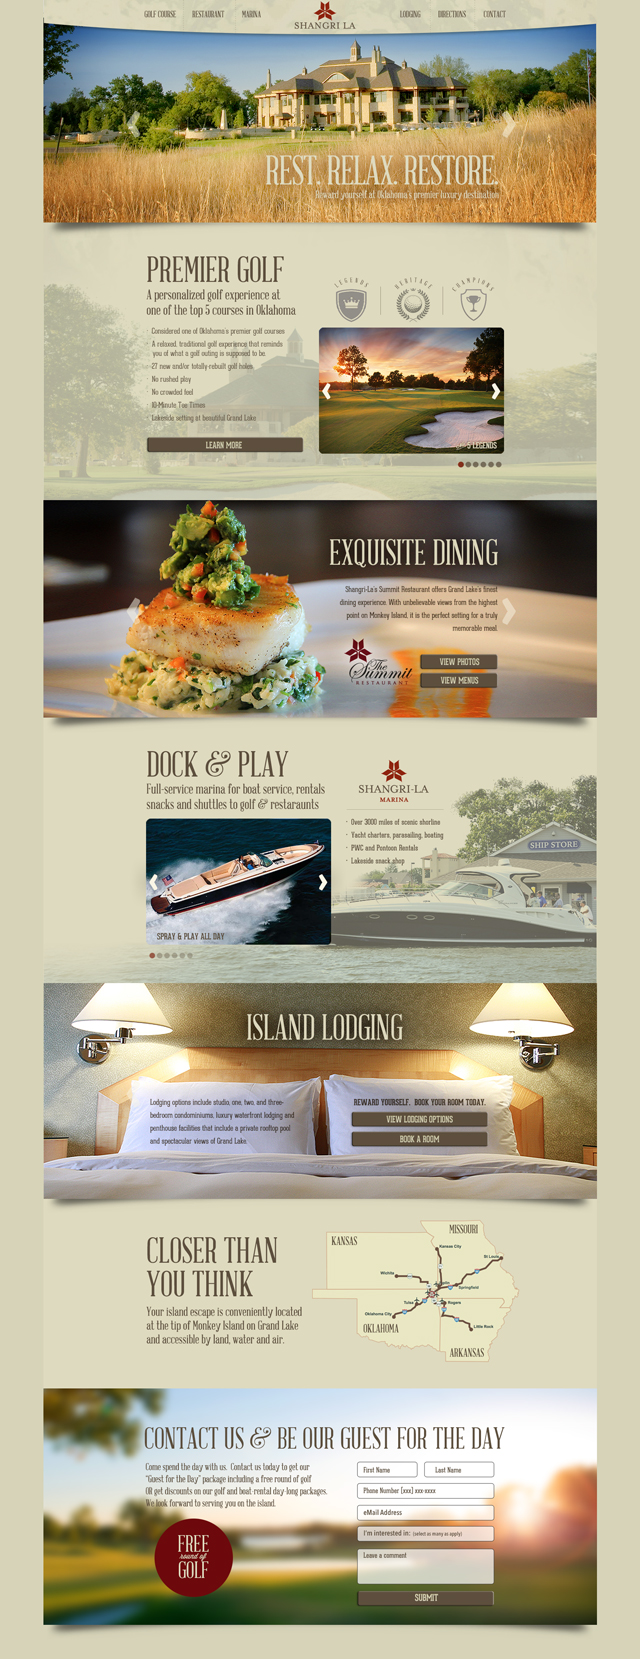 GOLF COURSE RESTAURANT MARINA SHANGRI LA LODGING DIRECTIONS CONTACT
REST. RELAX. RESTORE.
Reward yourself at Oklahoma's premier luxury destination
PREMIER GOLF
A personalized golf experience at
one of the top 5 courses in Oklahoma
Considered one of Oklahoma's premier golf courses
A relaxed, traditional golf experience that reminds
you of what a golf outing is supposed to be.
27 new and/or totally rebuilt golf holes
No rushed play
No crowded feel
10-Minute Tee Times
Lakeside setting at beautiful Grand Lake
LEARN MORE
LEGENDS HERITAGE CHAMPIONS
LEGENDS
EXQUISITE DINING
Shangri-La's Summit Restaurant offers Grand Lake's finest
dining experience. With unbelievable views from the highest
point on Monkey Island, it is the perfect setting for a truly
memorable meal.
The
Summit
RESTAURANT
VIEW PHOTOS
VIEW MENUS
DOCK & PLAY
Full-service marina for boat service, rentals
snacks and shuttles to golf & restaraunts
SPRAY & PLAY ALL DAY
SHANGRI-LA
MARINA
· Over 3000 miles of scenic shorline
· Yacht charters, parasailing, boating
· PWC and Pontoon Rentals
· Lakeside snack shop
SHIP STORE
ISLAND LODGING
Lodging options include studio, one, two, and three-
bedroom condominiums, luxury waterfront lodging and
penthouse facilities that include a private rooftop pool
and spectacular views of Grand Lake.
REWARD YOURSELF. BOOK YOUR ROOM TODAY.
VIEW LODGING OPTIONS
BOOK A ROOM
CLOSER THAN
YOU THINK
Your island escape is conveniently located
at the tip of Monkey Island on Grand Lake
and accessible by land, water and air.
KANSAS
MISSOURI
Kansas City
St Louis
Wichita
Springfield
Tulsa
Rogers
Oklahoma City
OKLAHOMA
Little Rock
ARKANSAS
CONTACT US & BE OUR GUEST FOR THE DAY
Come spend the day with us. Contact us today to get our
"Guest for the Day" package including a free round of golf
OR get discounts on our golf and boat-rental day-long packages.
We look forward to serving you on the island.
FREE
round of
GOLF
First Name
Last Name
Phone Number [xxx] xxx-xxxx
eMail Address
I'm interested in: (select as many as apply)
Leave a comment
SUBMIT